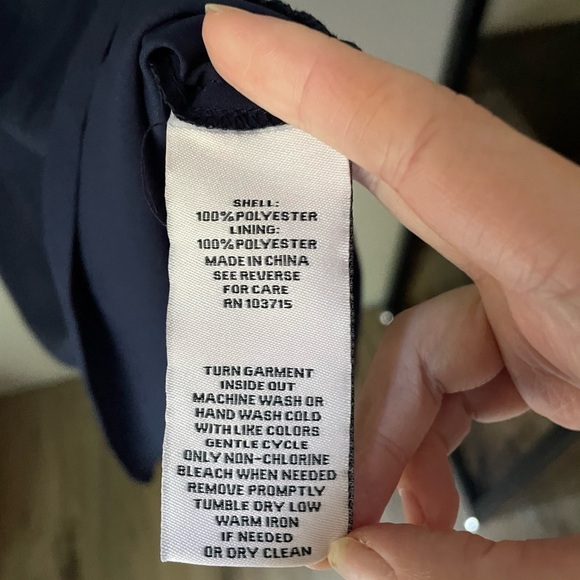 SHELL:
100% POLYESTER
LINING:
100% POLYESTER
MADE IN CHINA
SEE REVERSE
FOR CARE
RN 103715
TURN GARMENT
INSIDE OUT
MACHINE WASH OR
HAND WASH COLD
WITH LIKE COLORS
GENTLE CYCLE
ONLY NON-CHLORINE
BLEACH WHEN NEEDED
REMOVE PROMPTLY
TUMBLE DRY LOW
WARM IRON
IF NEEDED
OR DRY CLEAN